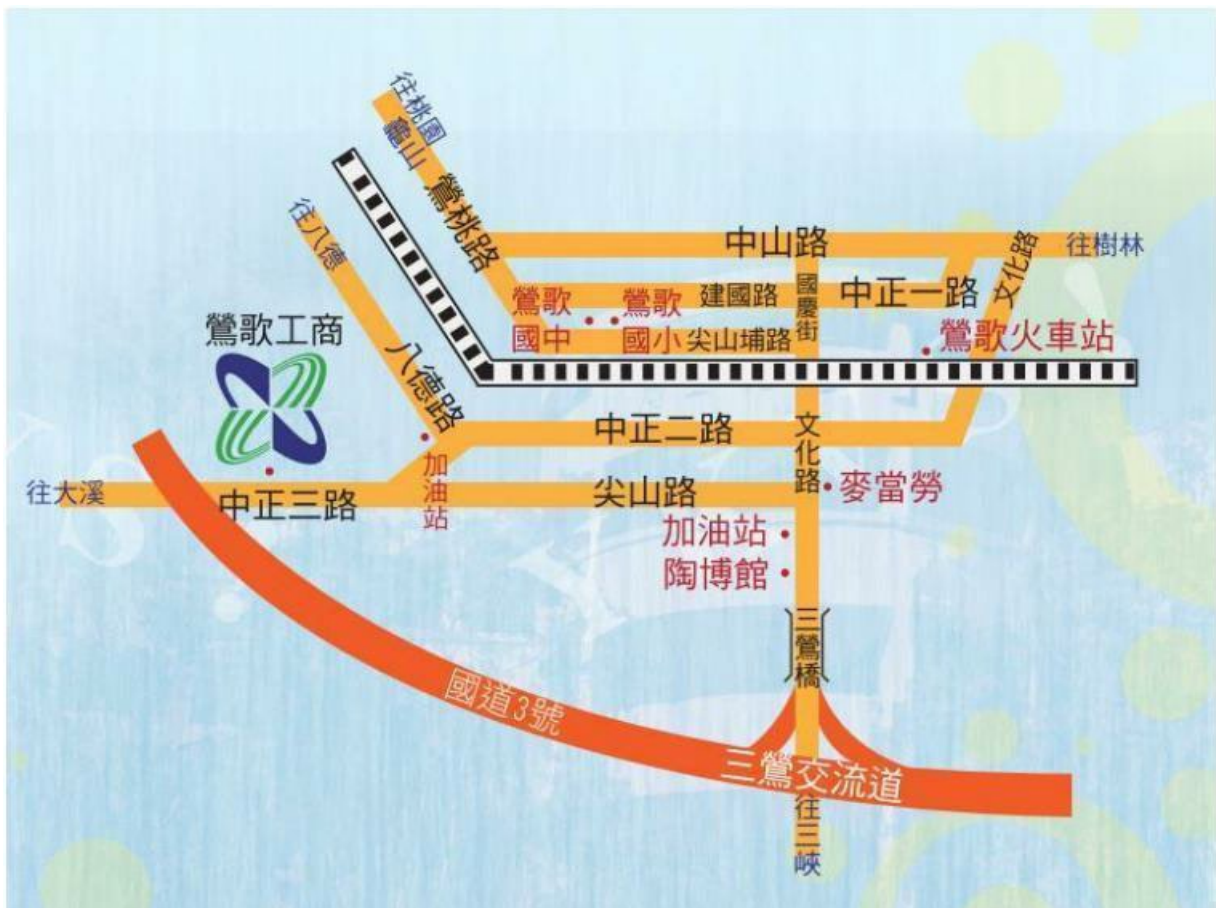 往桃園
龜山
鶯桃路
往八德
中山路
文化路
往樹林
建國路
國慶街
中正一路
鶯歌
國中
鶯歌
國小
尖山埔路
鶯歌火車站
鶯歌工商
八德路
中正二路
文化路
往大溪
中正三路
加油站
尖山路
麥當勞
加油站
陶博館
三鶯橋
國道3號
三鶯交流道
往三峽